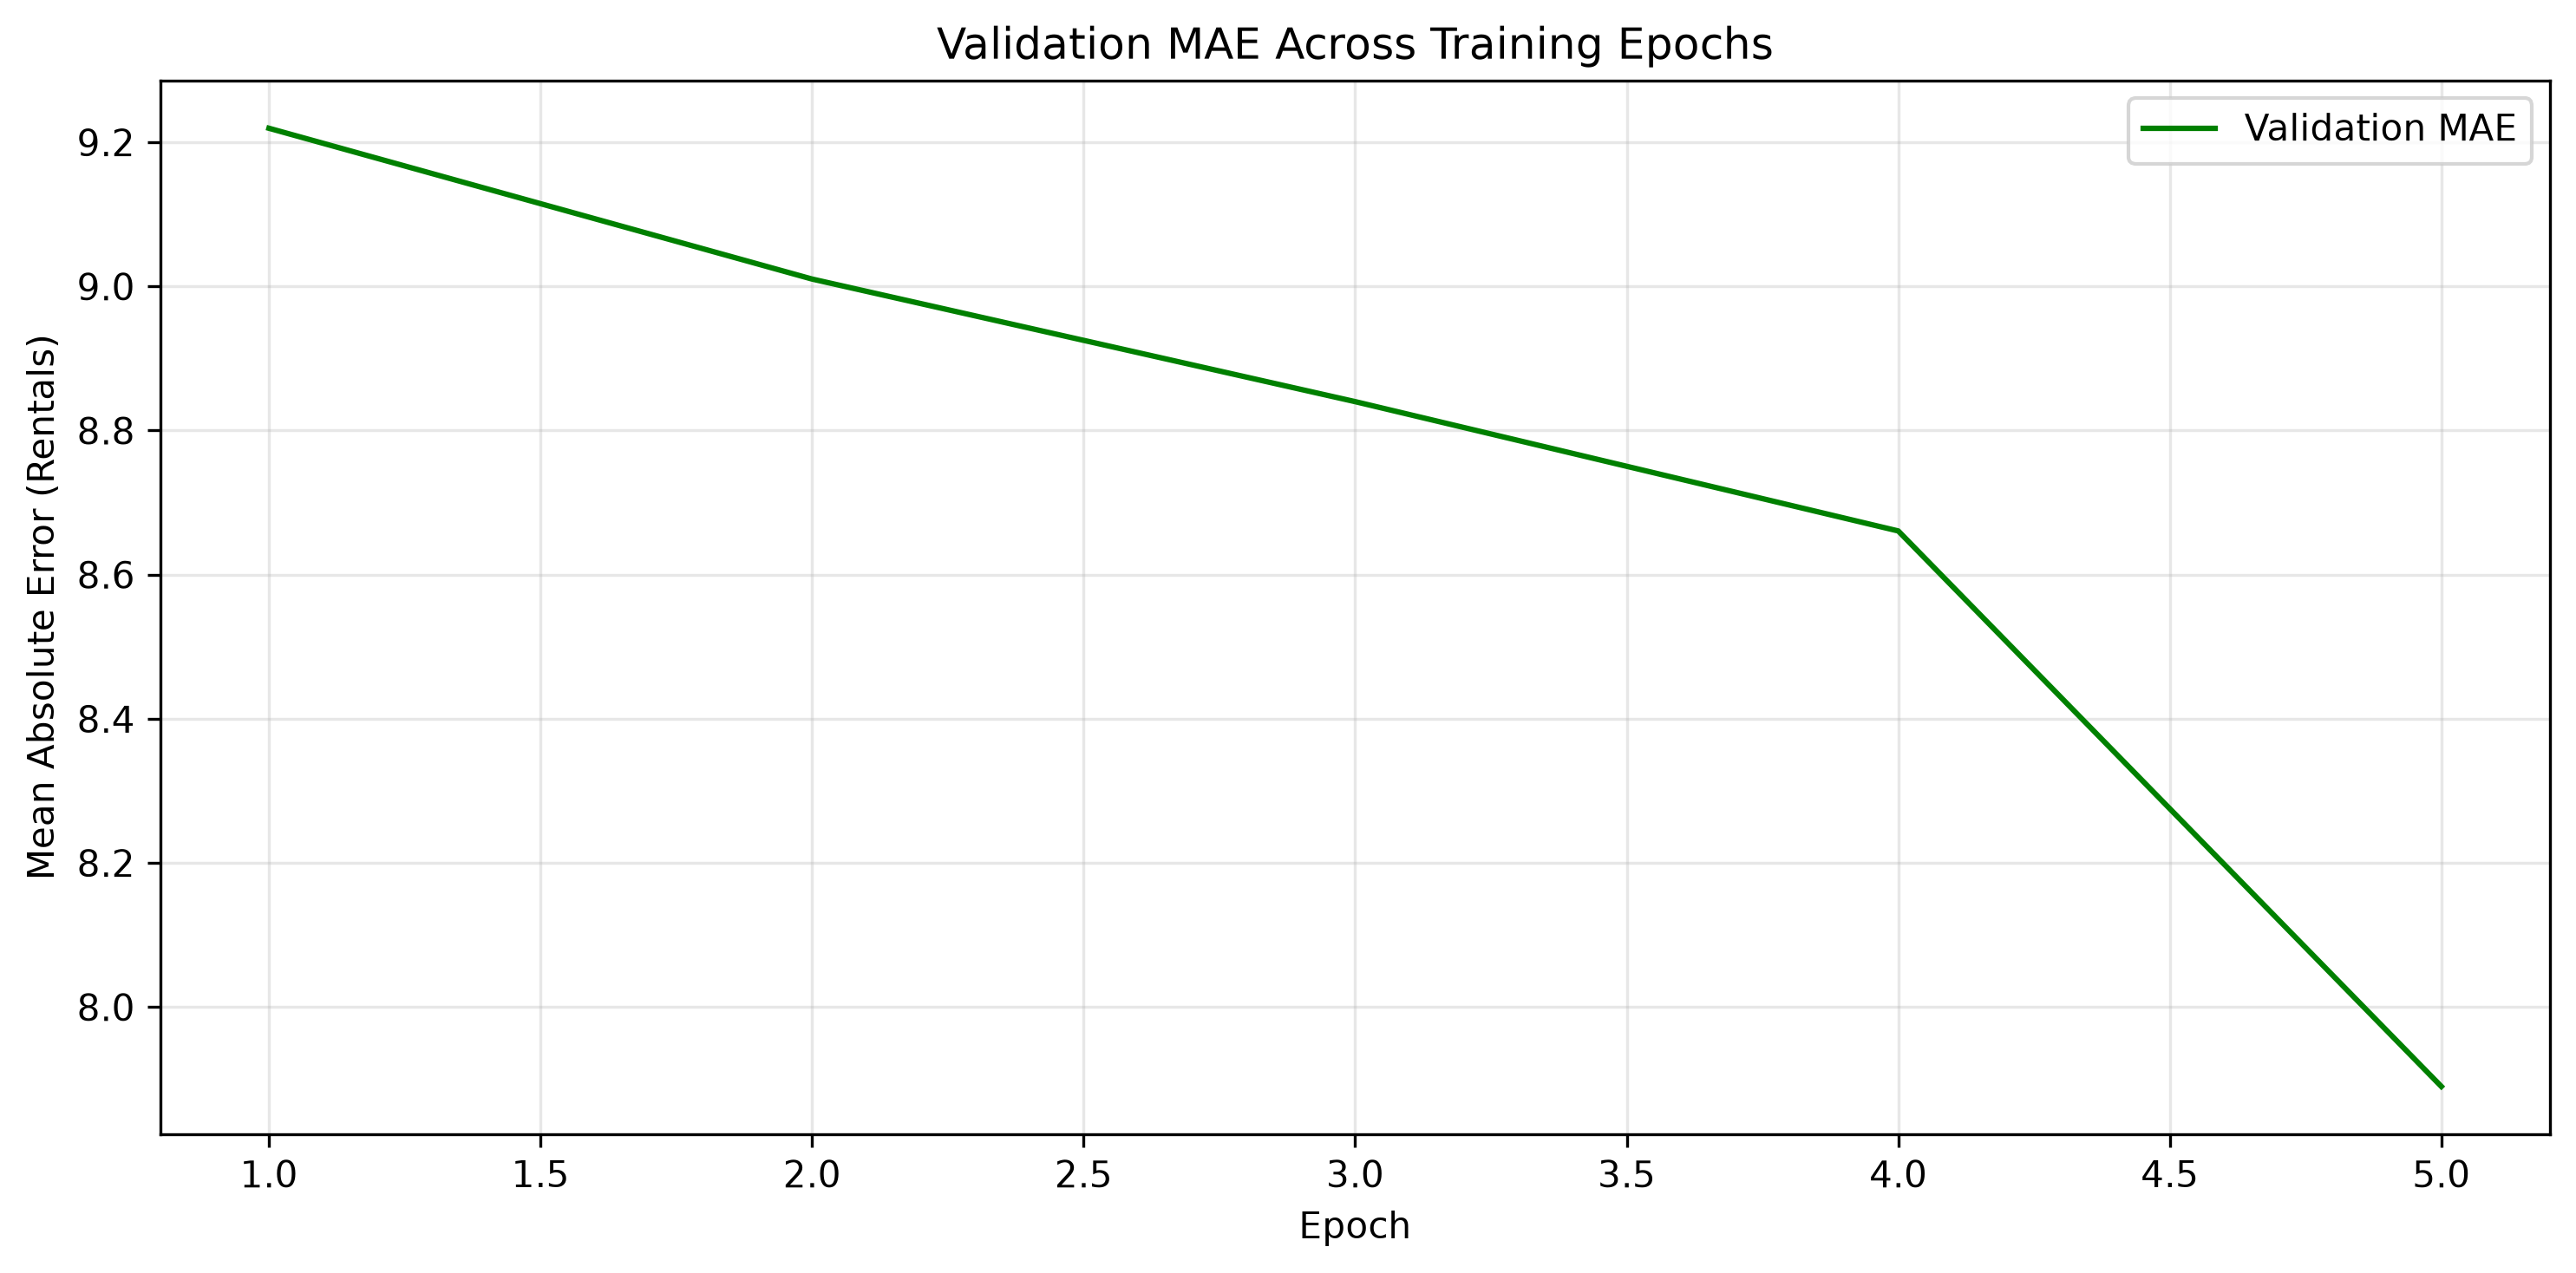 Validation MAE Across Training Epochs
Validation MAE
Mean Absolute Error (Rentals)
9.2
9.0
8.8
8.6
8.4
8.2
8.0
1.0 1.5 2.0 2.5 3.0 3.5 4.0 4.5 5.0
Epoch